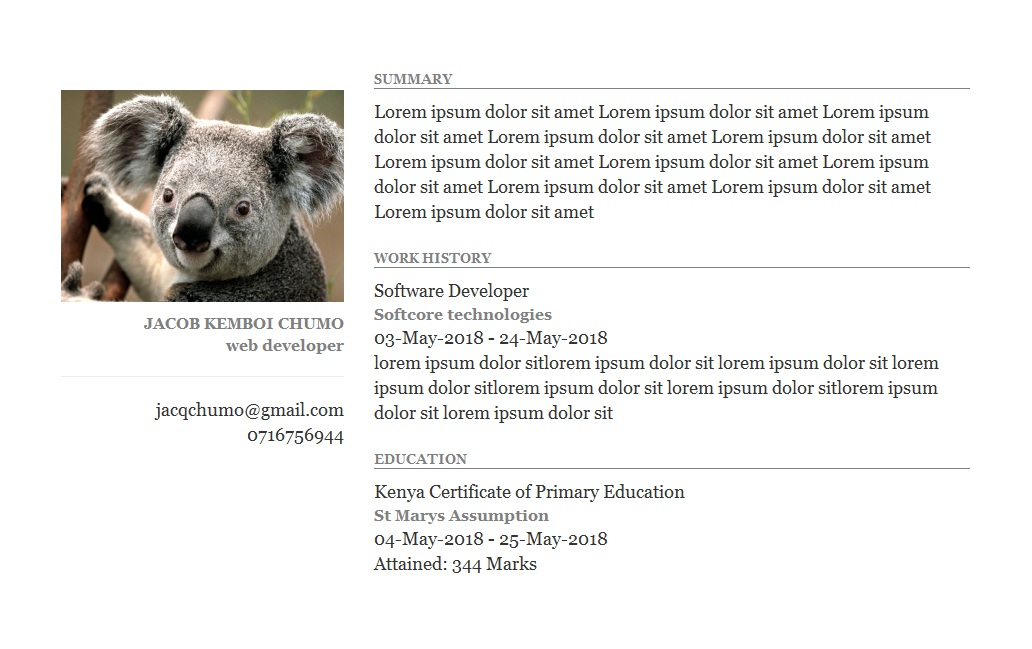 JACOB KEMBOI CHUMO
web developer
jacqchumo@gmail.com
0716756944
SUMMARY
Lorem ipsum dolor sit amet Lorem ipsum dolor sit amet Lorem ipsum
dolor sit amet Lorem ipsum dolor sit amet Lorem ipsum dolor sit amet
Lorem ipsum dolor sit amet Lorem ipsum dolor sit amet Lorem ipsum
dolor sit amet Lorem ipsum dolor sit amet Lorem ipsum dolor sit amet
Lorem ipsum dolor sit amet
WORK HISTORY
Software Developer
Softcore technologies
03-May-2018 - 24-May-2018
lorem ipsum dolor sitlorem ipsum dolor sit lorem ipsum dolor sit lorem
ipsum dolor sitlorem ipsum dolor sit lorem ipsum dolor sitlorem ipsum
dolor sit lorem ipsum dolor sit
EDUCATION
Kenya Certificate of Primary Education
St Marys Assumption
04-May-2018 - 25-May-2018
Attained: 344 Marks